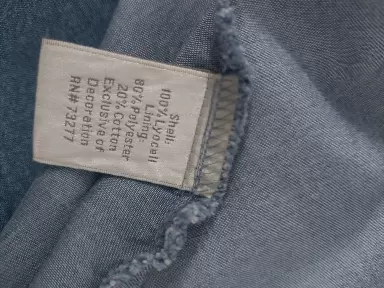 Shell:
100% Lyocell
Lining:
80% Polyester
20% Cotton
Exclusive of
Decoration
RN# 73277